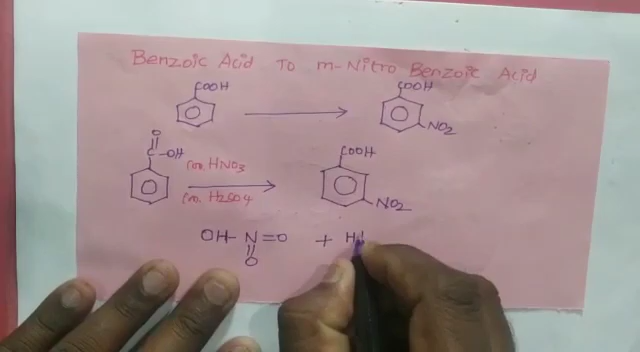 Benzoic Acid To m-Nitro Benzoic Acid
COOH COOH
NO2
O
C-OH con. HNO3 COOH
con. H2SO4 NO2
OH-N=O + H
O